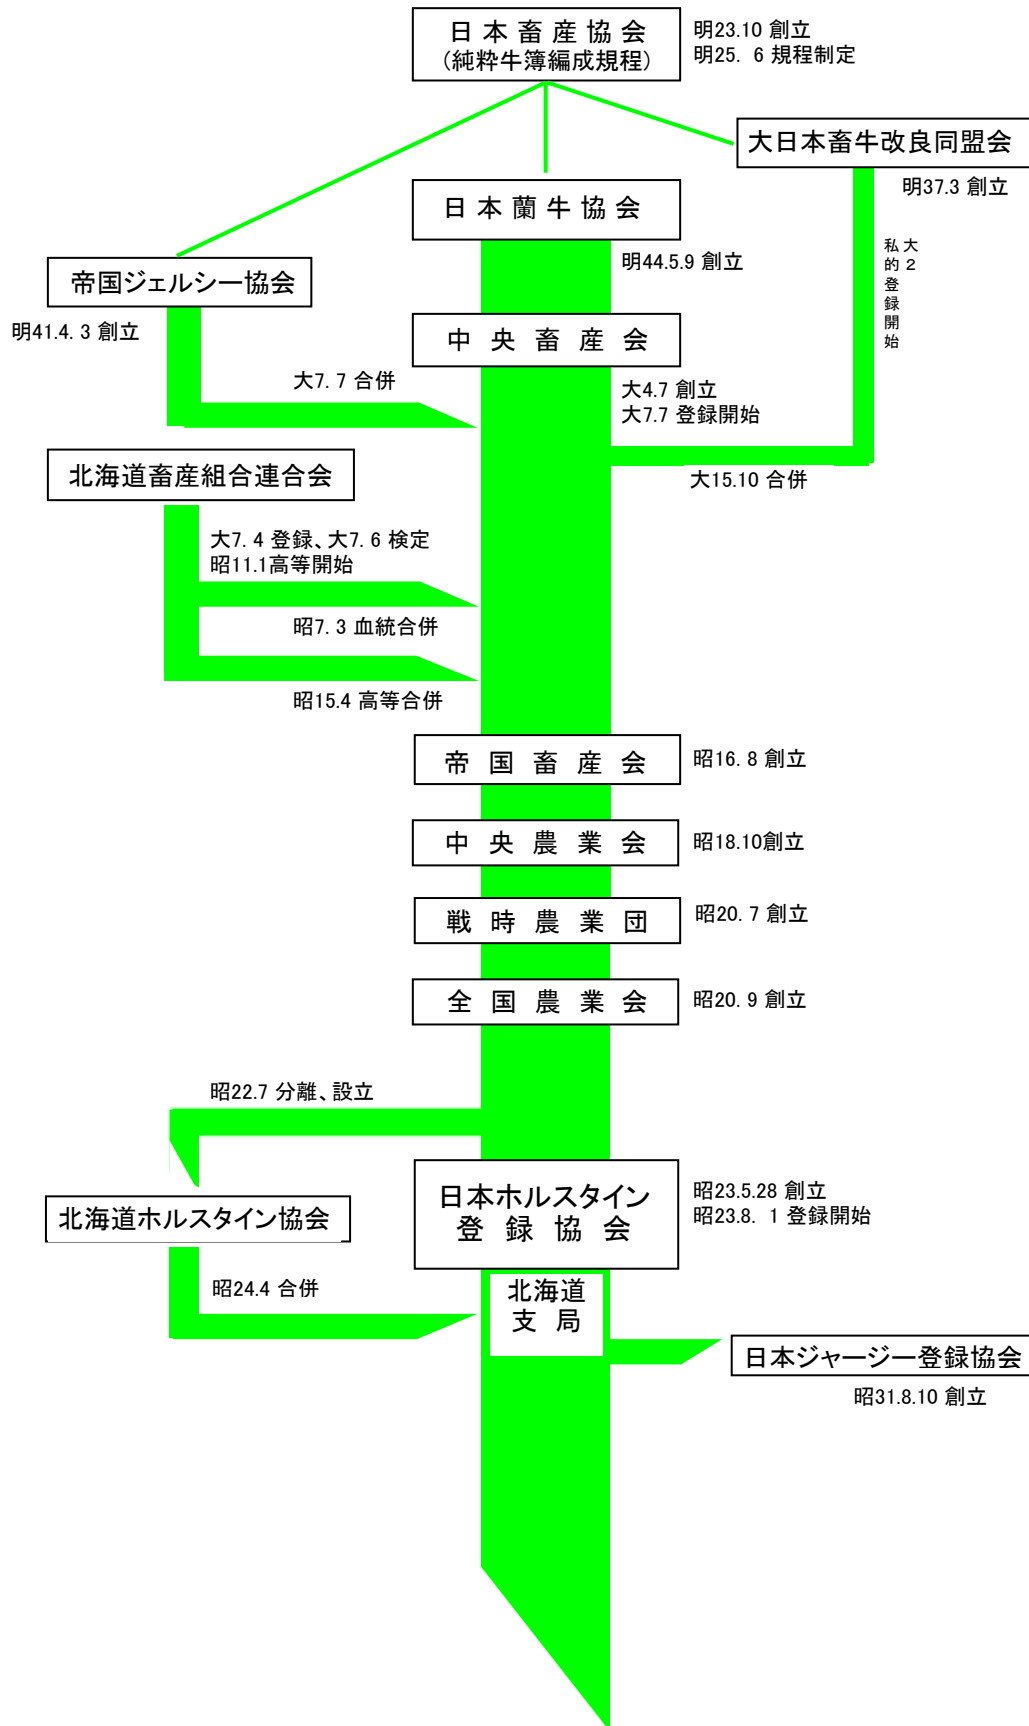 日本畜産協会
(純粋牛簿編成規程)
明23.10 創立
明25. 6 規程制定
大日本畜牛改良同盟会
明37.3 創立
大2
私的登録開始
日本蘭牛協会
明44.5.9 創立
帝国ジェルシー協会
明41.4. 3 創立
中央畜産会
大4.7 創立
大7.7 登録開始
大7. 7 合併
大15.10 合併
北海道畜産組合連合会
大7. 4 登録、大7. 6 検定
昭11.1高等開始
昭7. 3 血統合併
昭15.4 高等合併
帝国畜産会
昭16. 8 創立
中央農業会
昭18.10創立
戦時農業団
昭20. 7 創立
全国農業会
昭20. 9 創立
昭22.7 分離、設立
北海道ホルスタイン協会
日本ホルスタイン
登録協会
昭23.5.28 創立
昭23.8. 1 登録開始
昭24.4 合併
北海道
支局
日本ジャージー登録協会
昭31.8.10 創立